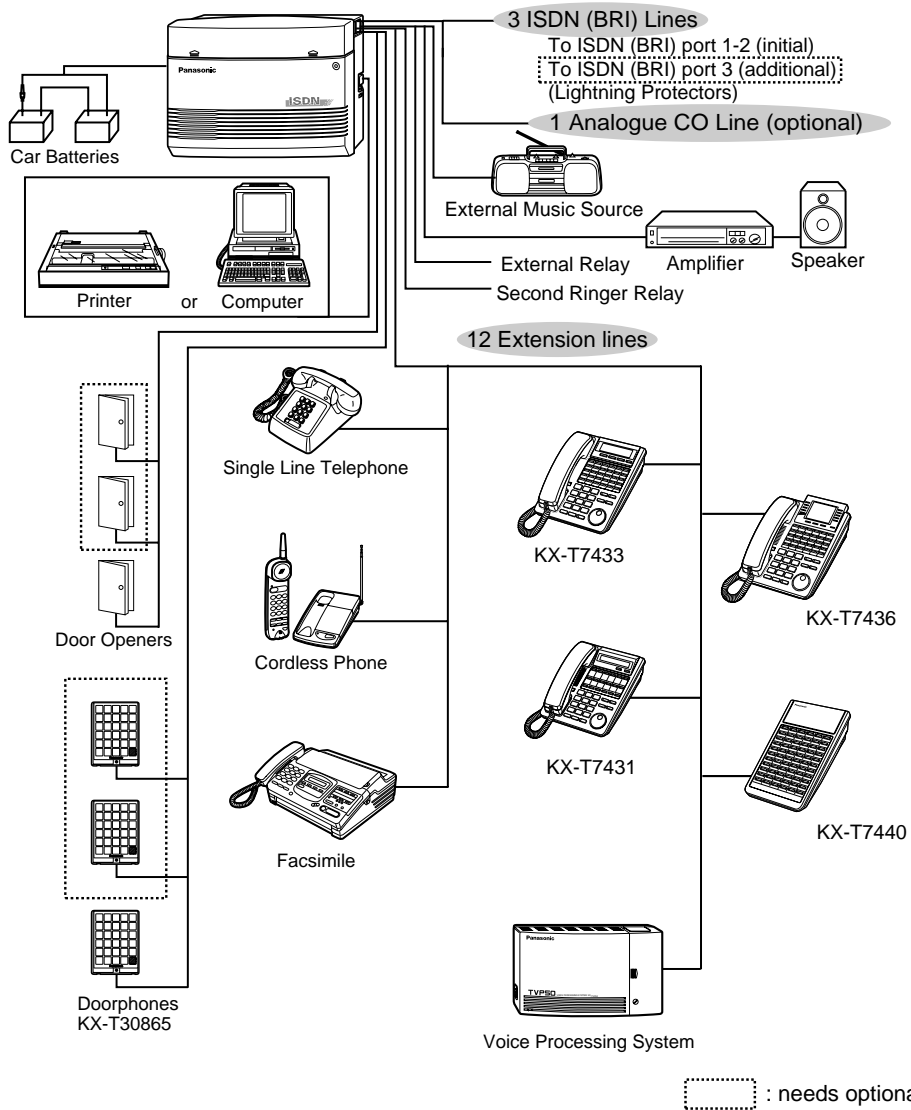 3 ISDN (BRI) Lines
To ISDN (BRI) port 1-2 (initial)
To ISDN (BRI) port 3 (additional)
(Lightning Protectors)
1 Analogue CO Line (optional)
Panasonic
ISDN
Car Batteries
External Music Source
Amplifier
Speaker
External Relay
Second Ringer Relay
Printer or Computer
12 Extension lines
Single Line Telephone
KX-T7433
KX-T7436
Door Openers
Cordless Phone
KX-T7431
KX-T7440
Facsimile
Doorphones
KX-T30865
Panasonic
TVP50
Voice Processing System
: needs optiona